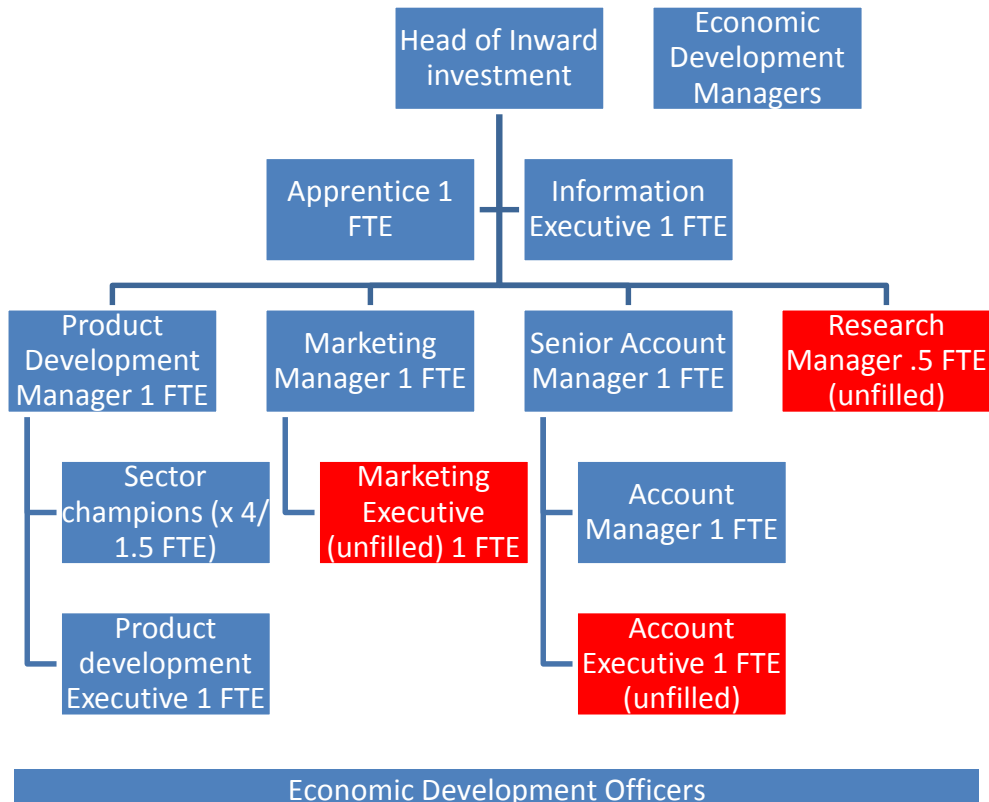 Head of Inward
investment
Economic
Development
Managers
Apprentice 1
FTE
Information
Executive 1 FTE
Product
Development
Manager 1 FTE
Marketing
Manager 1 FTE
Senior Account
Manager 1 FTE
Research
Manager .5 FTE
(unfilled)
Sector
champions (x 4/
1.5 FTE)
Marketing
Executive
(unfilled) 1 FTE
Account
Manager 1 FTE
Product
development
Executive 1 FTE
Account
Executive 1 FTE
(unfilled)
Economic Development Officers